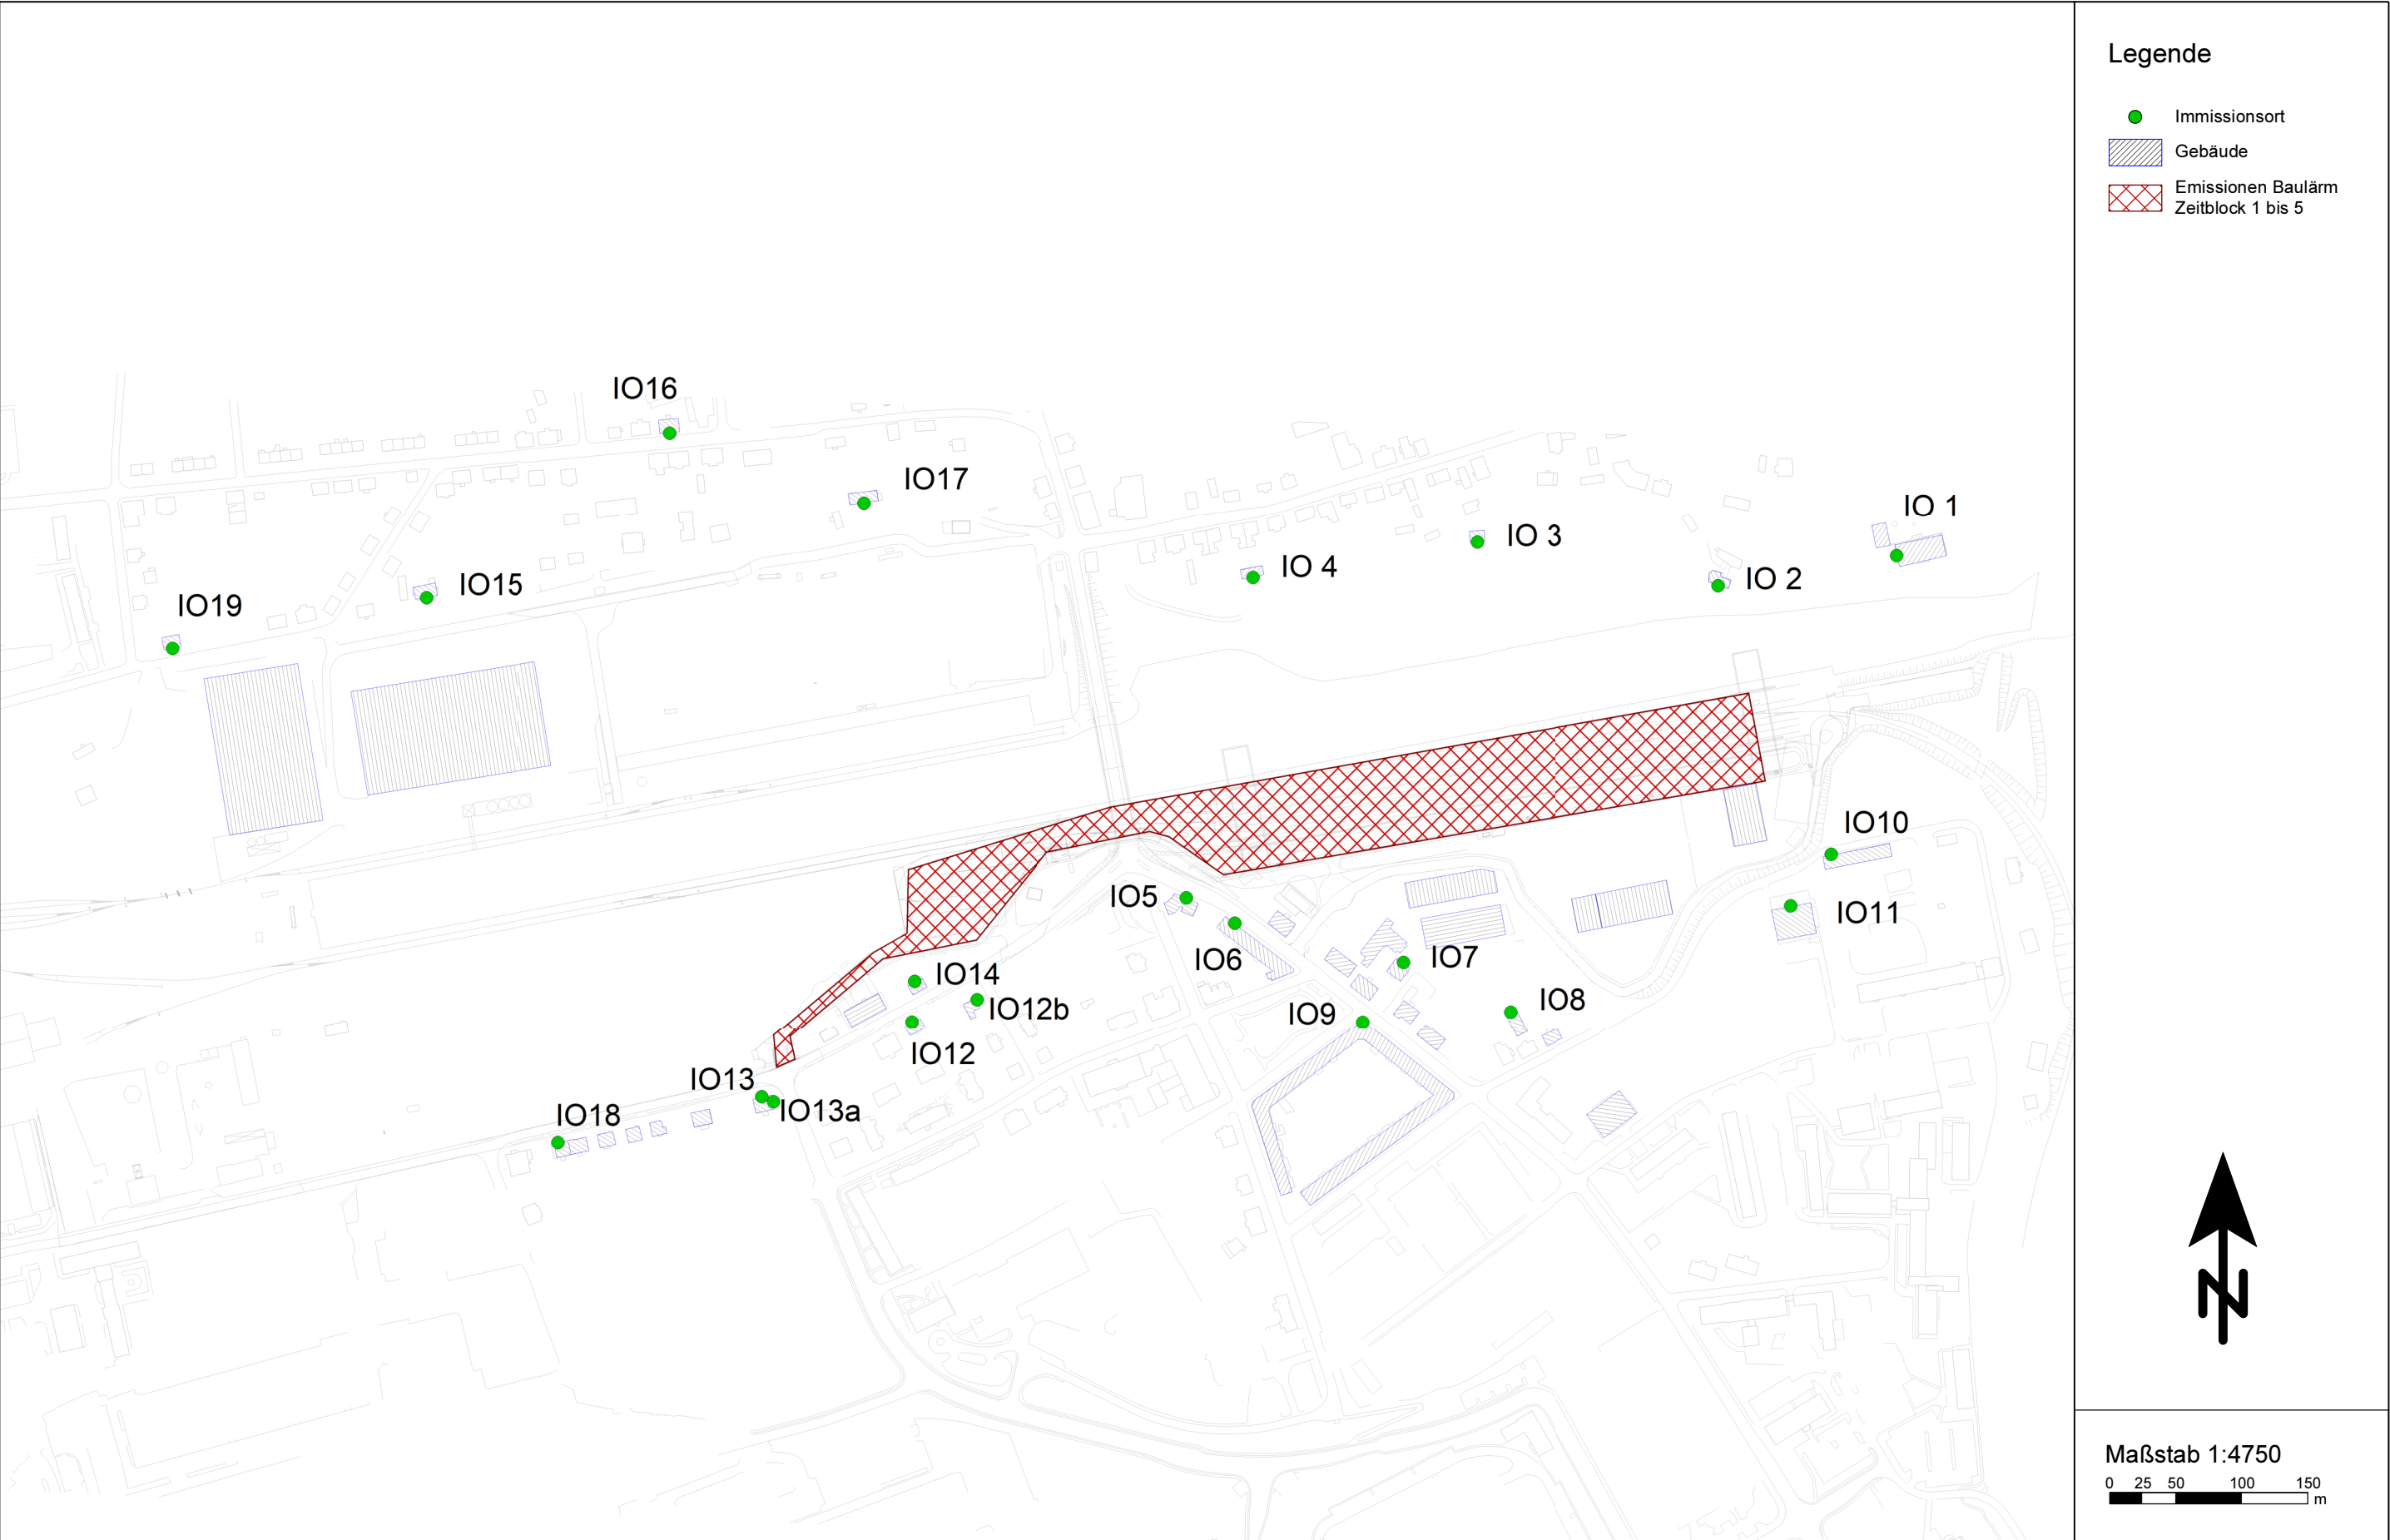 IO16
IO17
IO 1
IO 3
IO 4
IO 2
IO15
IO19
IO10
IO5
IO11
IO6
IO7
IO14
IO12b
IO8
IO9
IO12
IO13
IO13a
IO18
Legende
Immissionsort
Gebäude
Emissionen Baulärm
Zeitblock 1 bis 5
N
Maßstab 1:4750
0 25 50 100 150
m